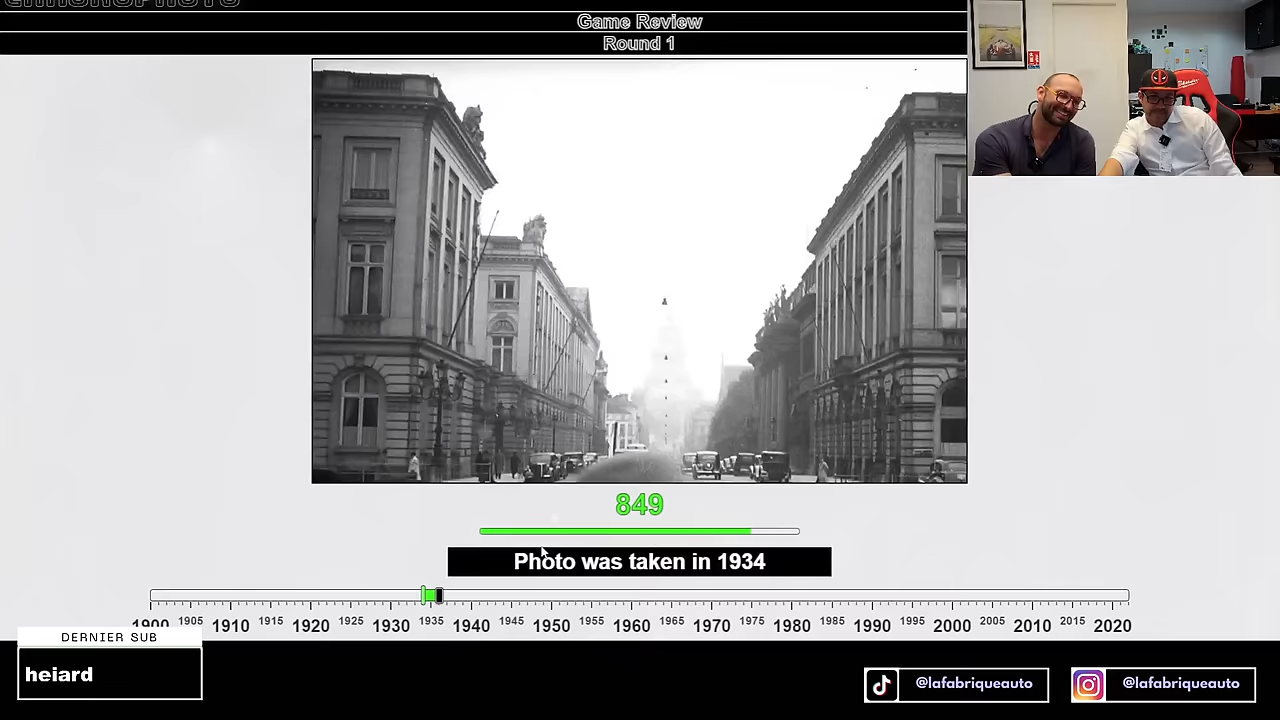 CHRONOPHOTO
Game Review
Round 1
849
Photo was taken in 1934
1900 1905 1910 1915 1920 1925 1930 1935 1940 1945 1950 1955 1960 1965 1970 1975 1980 1985 1990 1995 2000 2005 2010 2015 2020
DERNIER SUB
heiard
@lafabriqueauto
@lafabriqueauto